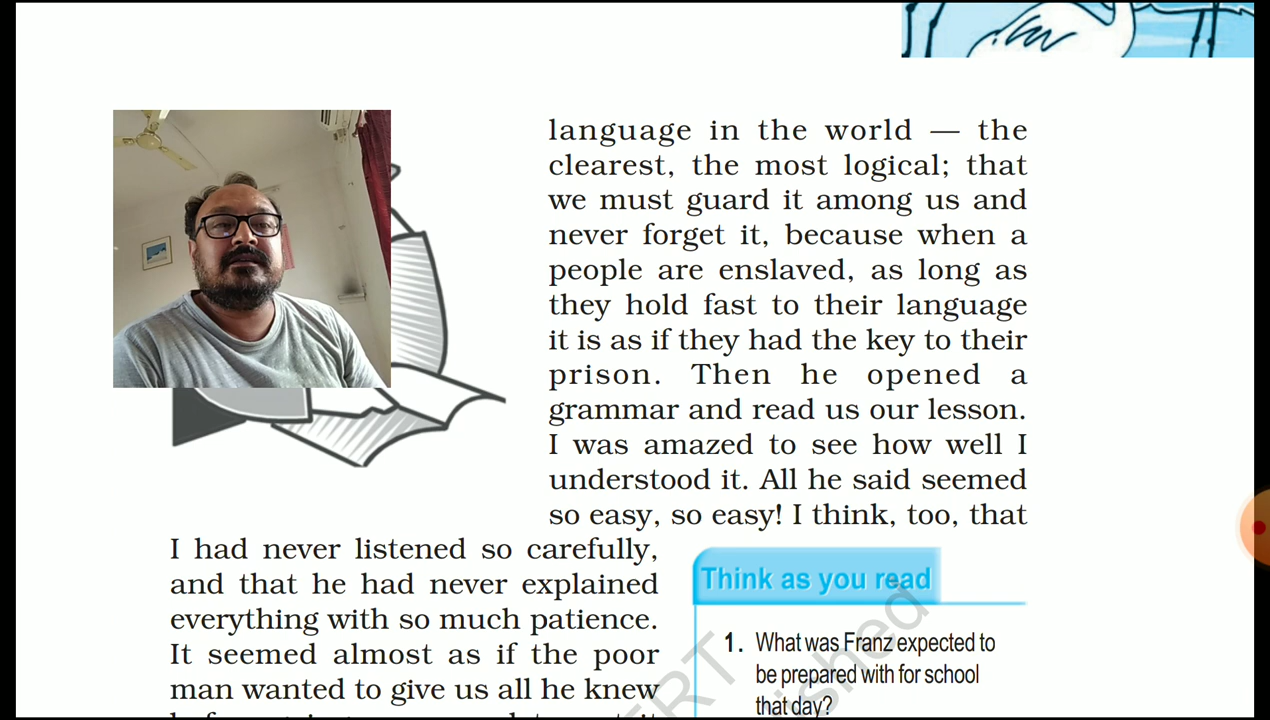 language in the world — the
clearest, the most logical; that
we must guard it among us and
never forget it, because when a
people are enslaved, as long as
they hold fast to their language
it is as if they had the key to their
prison. Then he opened a
grammar and read us our lesson.
I was amazed to see how well I
understood it. All he said seemed
so easy, so easy! I think, too, that
I had never listened so carefully,
and that he had never explained
everything with so much patience.
It seemed almost as if the poor
man wanted to give us all he knew
Think as you read
1. What was Franz expected to
be prepared with for school
that day?